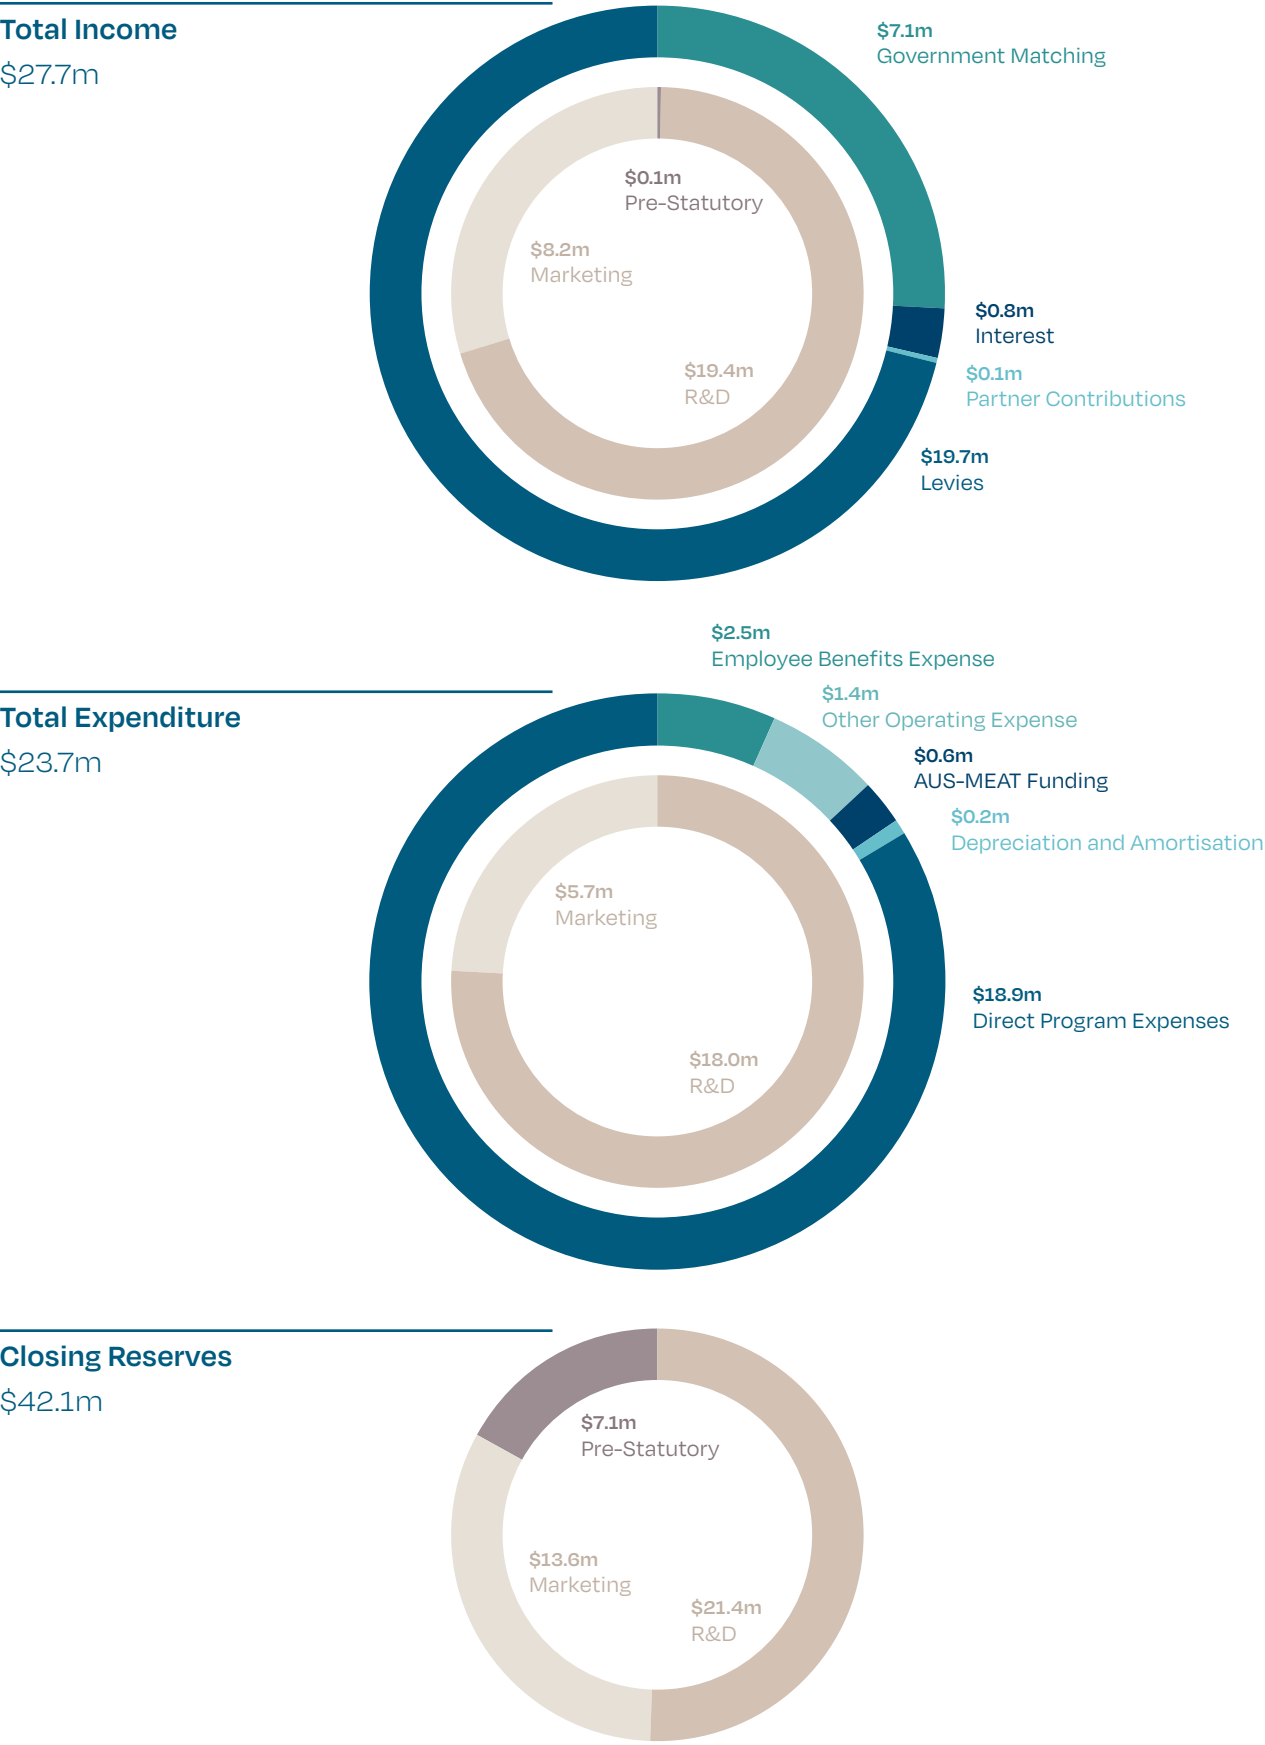 Total Income
$27.7m
$7.1m
Government Matching
$0.1m
Pre-Statutory
$8.2m
Marketing
$0.8m
Interest
$19.4m
R&D
$0.1m
Partner Contributions
$19.7m
Levies
Total Expenditure
$23.7m
$2.5m
Employee Benefits Expense
$1.4m
Other Operating Expense
$0.6m
AUS-MEAT Funding
$0.2m
Depreciation and Amortisation
$5.7m
Marketing
$18.9m
Direct Program Expenses
$18.0m
R&D
Closing Reserves
$42.1m
$7.1m
Pre-Statutory
$13.6m
Marketing
$21.4m
R&D